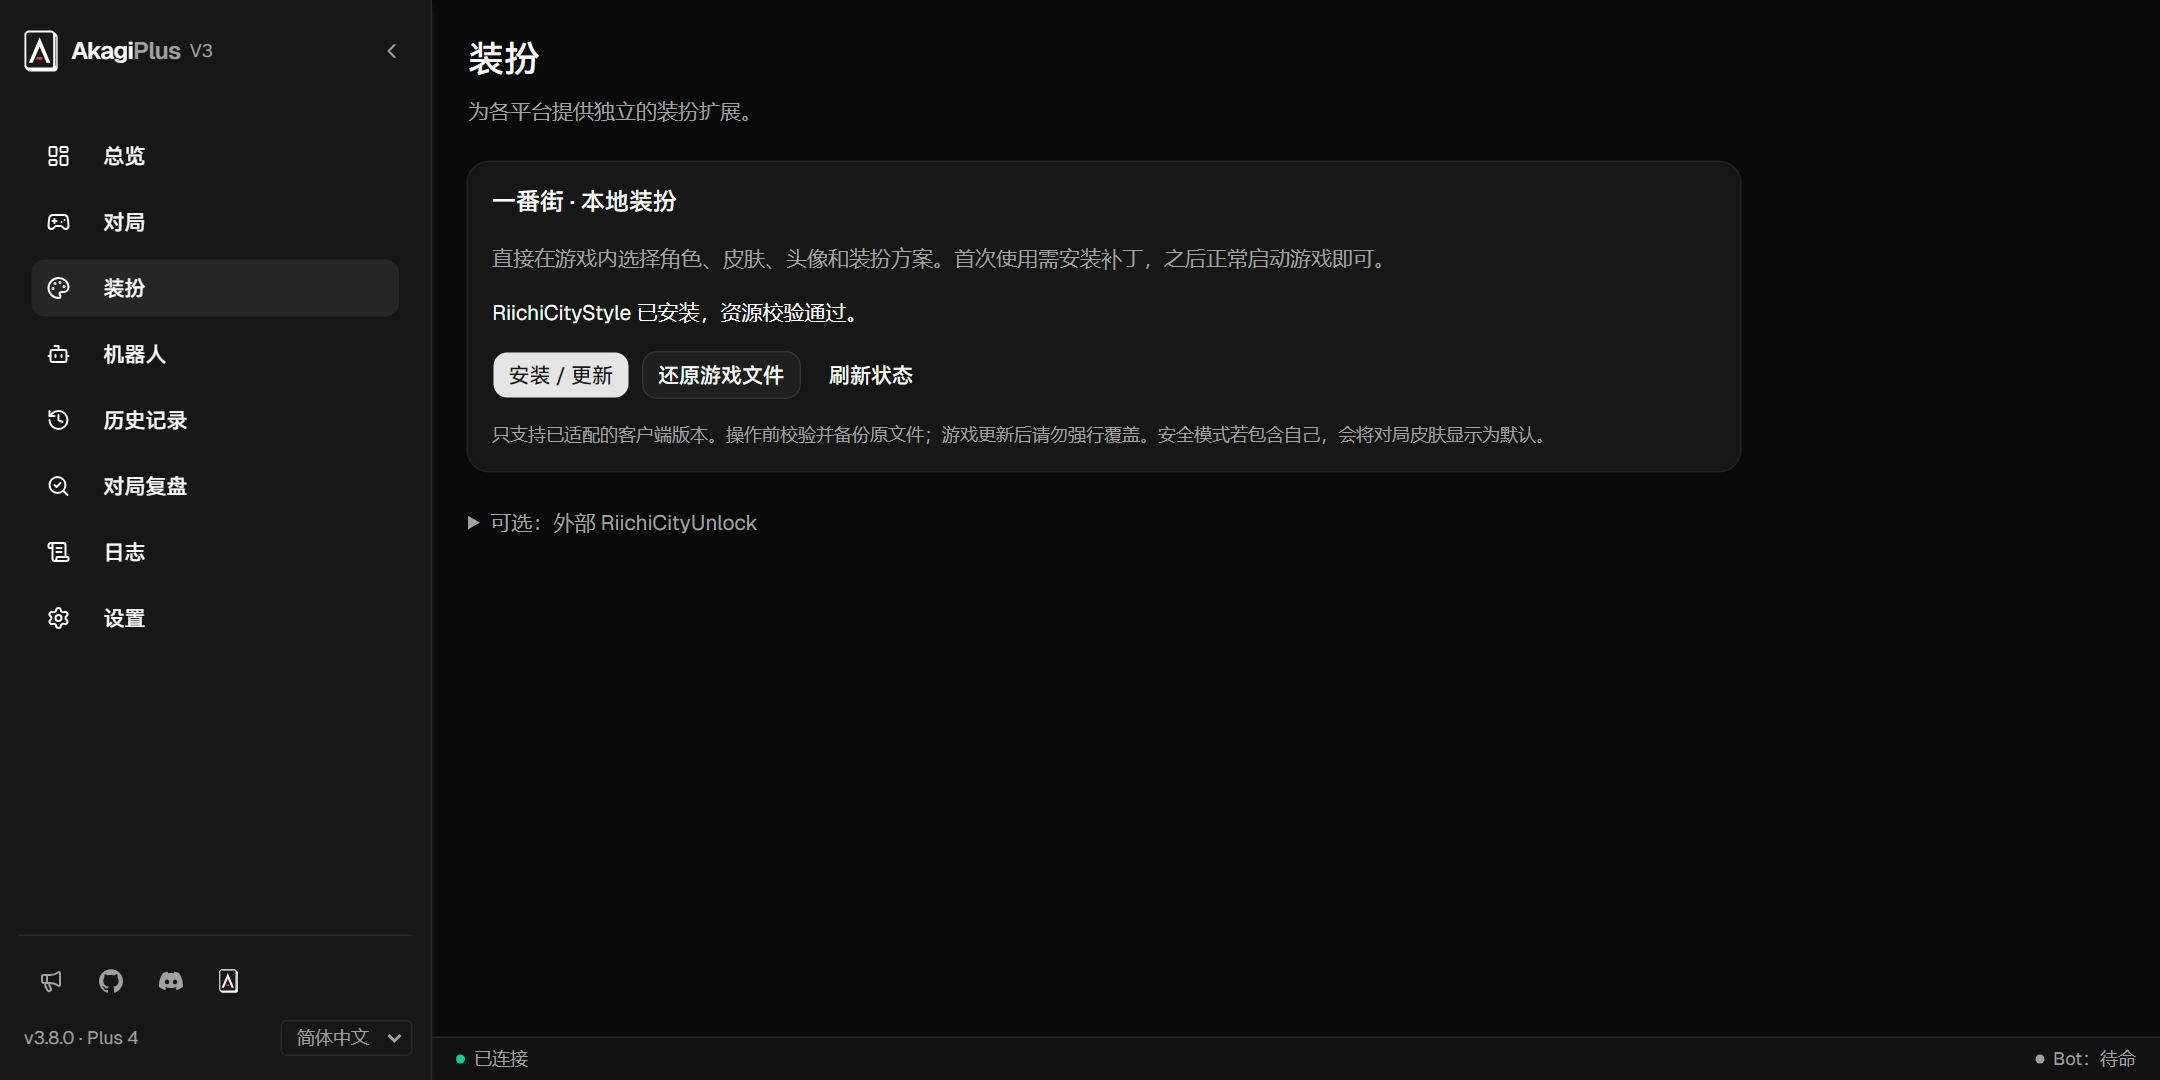 AkagiPlus V3
总览
对局
装扮
机器人
历史记录
对局复盘
日志
设置
v3.8.0 · Plus 4
简体中文
装扮
为各平台提供独立的装扮扩展。
一番街 · 本地装扮
直接在游戏内选择角色、皮肤、头像和装扮方案。首次使用需安装补丁，之后正常启动游戏即可。
RiichiCityStyle 已安装，资源校验通过。
安装 / 更新 还原游戏文件 刷新状态
只支持已适配的客户端版本。操作前校验并备份原文件；游戏更新后请勿强行覆盖。安全模式若包含自己，会将对局皮肤显示为默认。
可选：外部 RiichiCityUnlock
已连接
Bot：待命